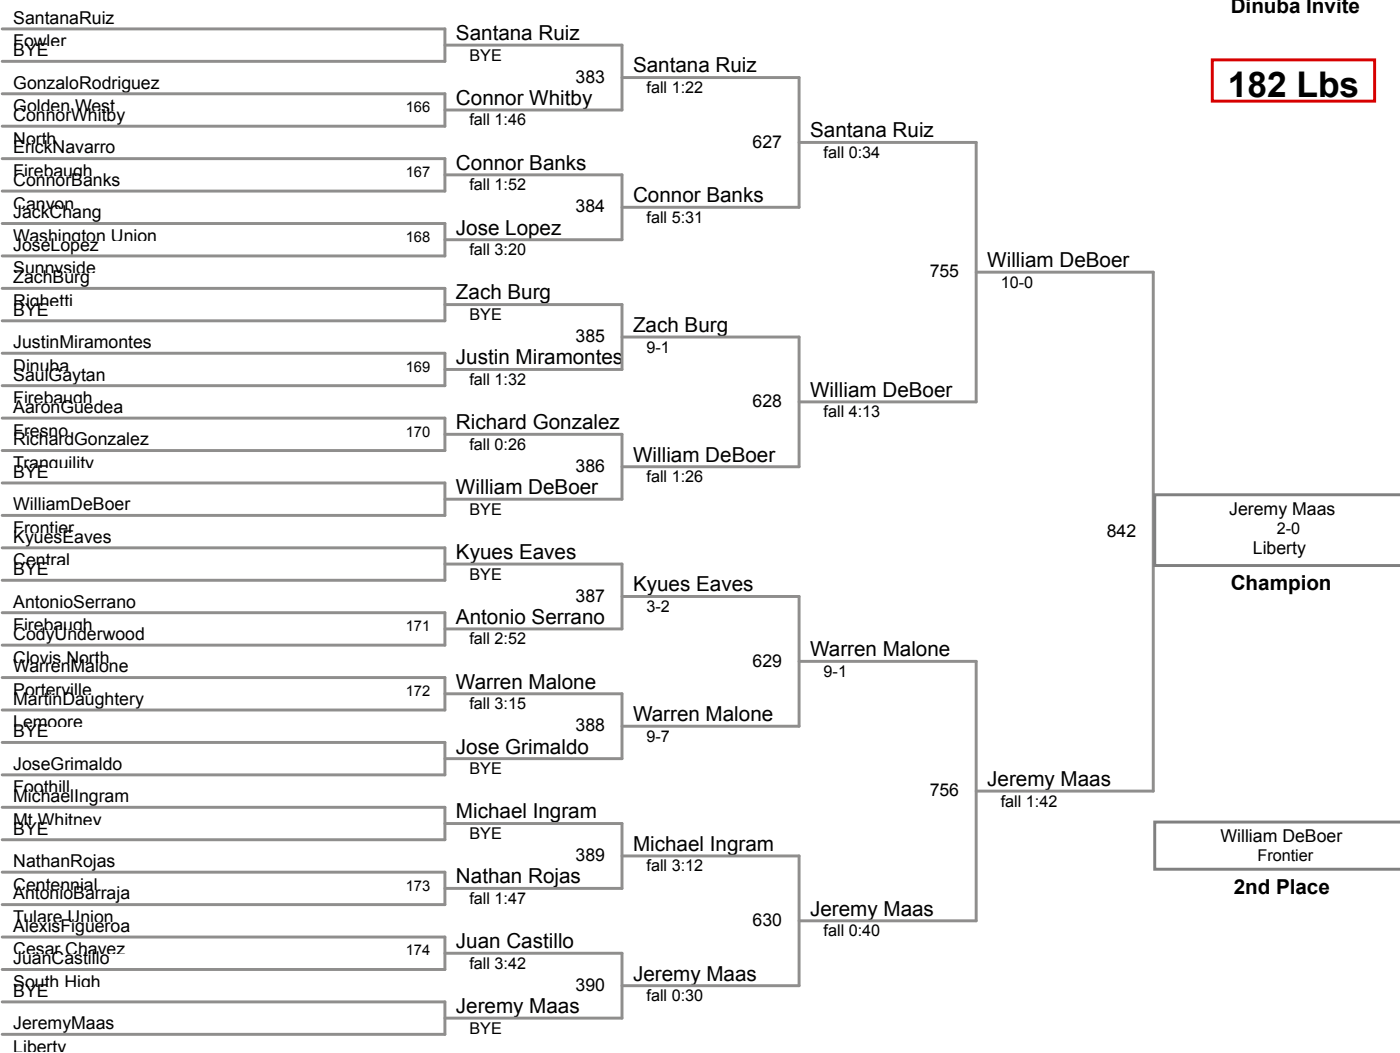 Dinuba Invite
182 Lbs
SantanaRuiz
Fowler
BYE
GonzaloRodriguez
Golden West
166
ConnorWhitby
North
ErickNavarro
Firebaugh
167
ConnorBanks
Canyon
JackChang
Washington Union
168
JoseLopez
Sunnyside
ZachBurg
Righetti
BYE
JustinMiramontes
Dinuba
169
SaulGaytan
Firebaugh
AaronGuedea
Fresno
170
RichardGonzalez
Tranquility
BYE
WilliamDeBoer
Frontier
KyuesEaves
Central
BYE
AntonioSerrano
Firebaugh
171
CodyUnderwood
Clovis North
WarrenMalone
Porterville
172
MartinDaughtery
Lemoore
BYE
JoseGrimaldo
Foothill
MichaelIngram
Mt Whitney
BYE
NathanRojas
Centennial
173
AntonioBarraja
Tulare Union
AlexisFigueroa
Cesar Chavez
174
JuanCastillo
South High
BYE
JeremyMaas
Liberty
Santana Ruiz
BYE
383
Connor Whitby
fall 1:46
Connor Banks
fall 1:52
384
Jose Lopez
fall 3:20
Zach Burg
BYE
385
Justin Miramontes
fall 1:32
Richard Gonzalez
fall 0:26
386
William DeBoer
BYE
Kyues Eaves
BYE
387
Antonio Serrano
fall 2:52
Warren Malone
fall 3:15
388
Jose Grimaldo
BYE
Michael Ingram
BYE
389
Nathan Rojas
fall 1:47
Juan Castillo
fall 3:42
390
Jeremy Maas
BYE
Santana Ruiz
fall 1:22
627
Connor Banks
fall 5:31
Zach Burg
9-1
628
William DeBoer
fall 1:26
Kyues Eaves
3-2
629
Warren Malone
9-7
Michael Ingram
fall 3:12
630
Jeremy Maas
fall 0:30
Santana Ruiz
fall 0:34
755
William DeBoer
fall 4:13
Warren Malone
9-1
756
Jeremy Maas
fall 0:40
William DeBoer
10-0
842
Jeremy Maas
fall 1:42
Jeremy Maas
2-0
Liberty
Champion
William DeBoer
Frontier
2nd Place